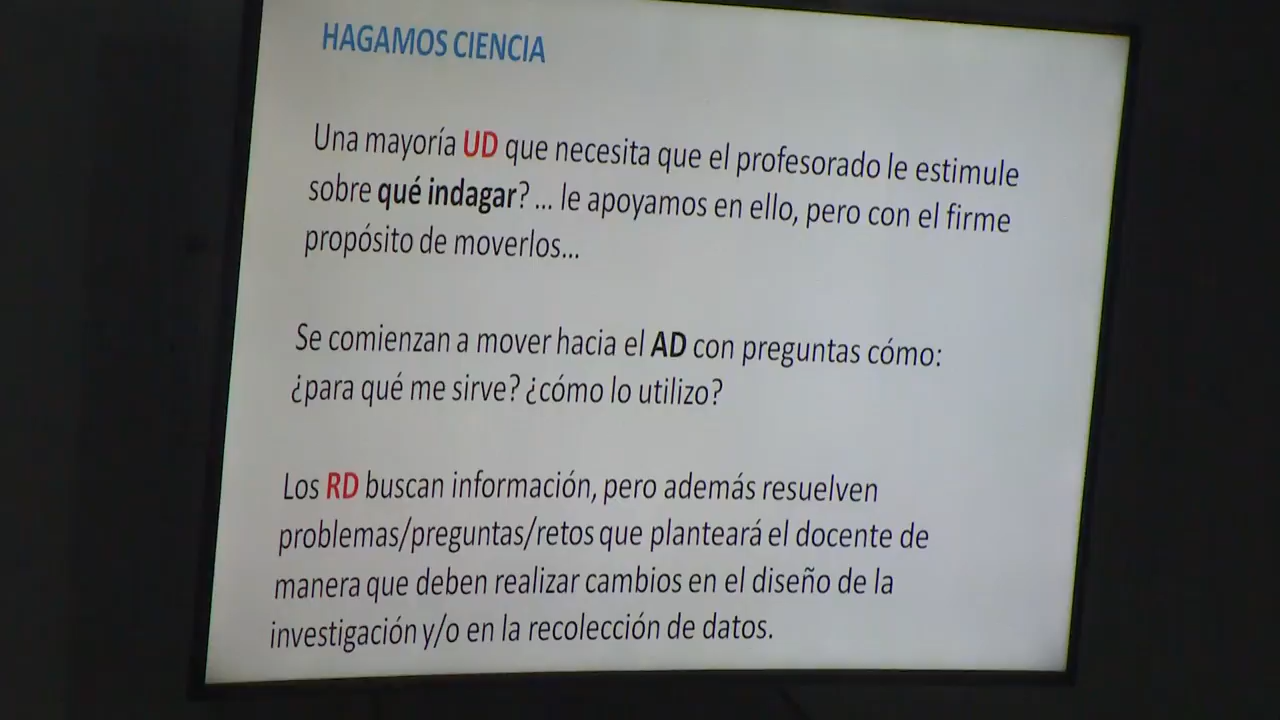 HAGAMOS CIENCIA
Una mayoría UD que necesita que el profesorado le estimule
sobre qué indagar? ... le apoyamos en ello, pero con el firme
propósito de moverlos...
Se comienzan a mover hacia el AD con preguntas cómo:
¿para qué me sirve? ¿cómo lo utilizo?
Los RD buscan información, pero además resuelven
problemas/preguntas/retos que planteará el docente de
manera que deben realizar cambios en el diseño de la
investigación y/o en la recolección de datos.